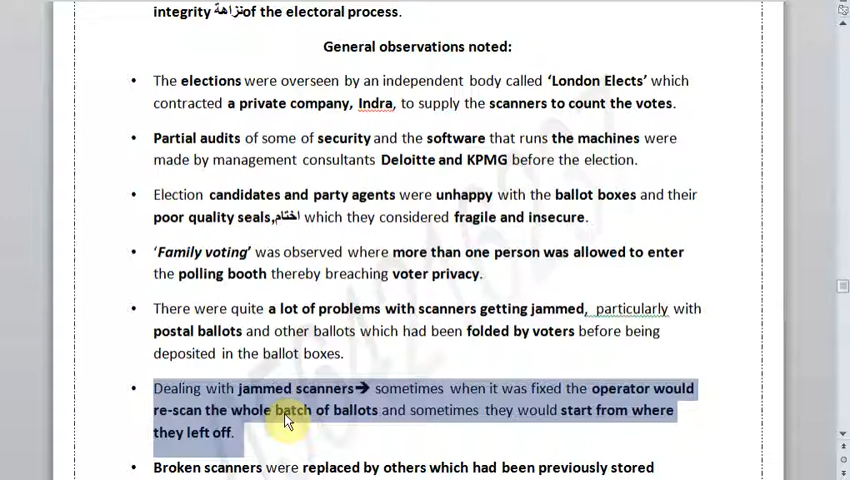 integrity نزاهة of the electoral process.
General observations noted:
• The elections were overseen by an independent body called ‘London Elects’ which
contracted a private company, Indra, to supply the scanners to count the votes.
• Partial audits of some of security and the software that runs the machines were
made by management consultants Deloitte and KPMG before the election.
• Election candidates and party agents were unhappy with the ballot boxes and their
poor quality seals, اختام which they considered fragile and insecure.
• ‘Family voting’ was observed where more than one person was allowed to enter
the polling booth thereby breaching voter privacy.
• There were quite a lot of problems with scanners getting jammed, particularly with
postal ballots and other ballots which had been folded by voters before being
deposited in the ballot boxes.
• Dealing with jammed scanners➔ sometimes when it was fixed the operator would
re-scan the whole batch of ballots and sometimes they would start from where
they left off.
• Broken scanners were replaced by others which had been previously stored